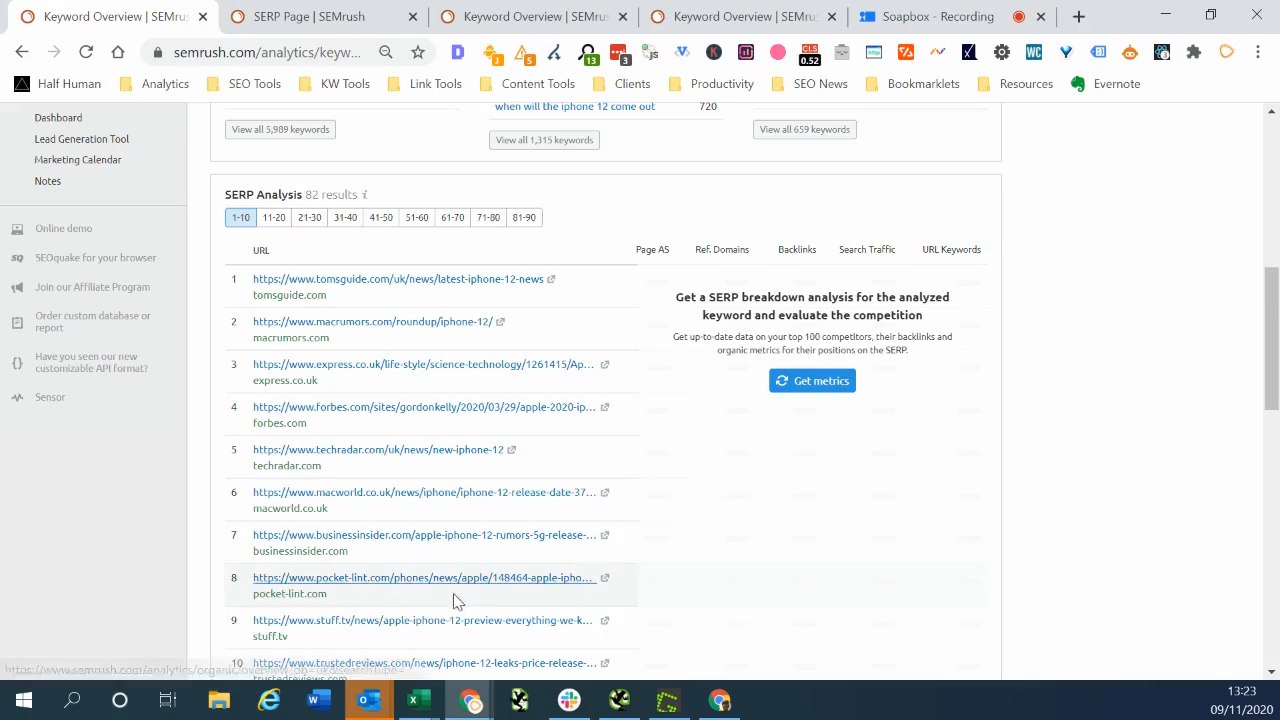 Keyword Overview | SEMrus
SERP Page | SEMrush
Keyword Overview | SEMru
Keyword Overview | SEMru
Soapbox - Recording
semrush.com/analytics/keyw...
J
5
13
3
CLS
0.52
WC
Half Human
Analytics
SEO Tools
KW Tools
Link Tools
Content Tools
Clients
Productivity
SEO News
Bookmarklets
Resources
Evernote
Dashboard
Lead Generation Tool
Marketing Calendar
Notes
Online demo
SEOquake for your browser
Join our Affiliate Program
Order custom database or
report
Have you seen our new
customizable API format?
Sensor
when will the iphone 12 come out 720
View all 5,989 keywords
View all 1,315 keywords
View all 659 keywords
SERP Analysis 82 results i
1-10 11-20 21-30 31-40 41-50 51-60 61-70 71-80 81-90
URL Page AS Ref. Domains Backlinks Search Traffic URL Keywords
1 https://www.tomsguide.com/uk/news/latest-iphone-12-news
tomsguide.com
2 https://www.macrumors.com/roundup/iphone-12/
macrumors.com
3 https://www.express.co.uk/life-style/science-technology/1261415/Ap...
express.co.uk
4 https://www.forbes.com/sites/gordonkelly/2020/03/29/apple-2020-ip...
forbes.com
5 https://www.techradar.com/uk/news/new-iphone-12
techradar.com
6 https://www.macworld.co.uk/news/iphone/iphone-12-release-date-37...
macworld.co.uk
7 https://www.businessinsider.com/apple-iphone-12-rumors-5g-release-...
businessinsider.com
8 https://www.pocket-lint.com/phones/news/apple/148464-apple-ipho...
pocket-lint.com
9 https://www.stuff.tv/news/apple-iphone-12-preview-everything-we-k...
stuff.tv
10 https://www.trustedreviews.com/news/iphone-12-leaks-price-release-...
trustedreviews.com
Get a SERP breakdown analysis for the analyzed
keyword and evaluate the competition
Get up-to-date data on your top 100 competitors, their backlinks and
organic metrics for their positions on the SERP.
Get metrics
13:23
09/11/2020